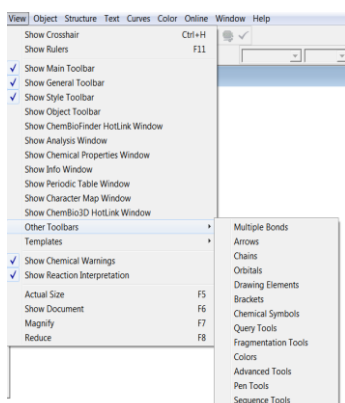 View Object Structure Text Curves Color Online Window Help
Show Crosshair Ctrl+H
Show Rulers F11
Show Main Toolbar
Show General Toolbar
Show Style Toolbar
Show Object Toolbar
Show ChemBioFinder HotLink Window
Show Analysis Window
Show Chemical Properties Window
Show Info Window
Show Periodic Table Window
Show Character Map Window
Show ChemBio3D HotLink Window
Other Toolbars
Templates
Show Chemical Warnings
Show Reaction Interpretation
Actual Size F5
Show Document F6
Magnify F7
Reduce F8
Multiple Bonds
Arrows
Chains
Orbitals
Drawing Elements
Brackets
Chemical Symbols
Query Tools
Fragmentation Tools
Colors
Advanced Tools
Pen Tools
Sequence Tools